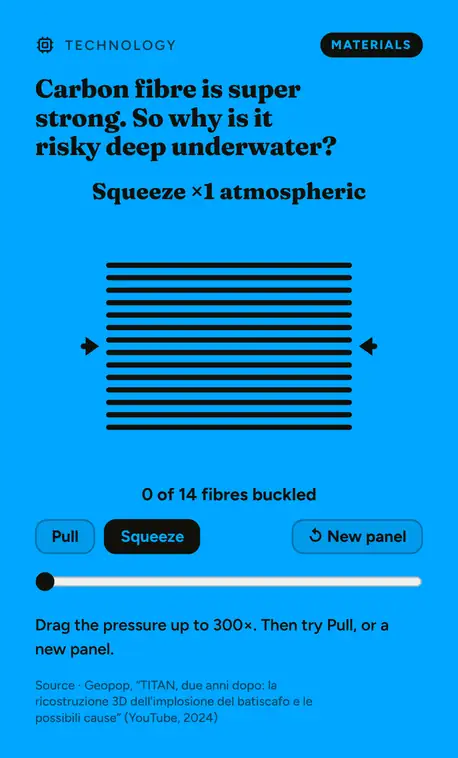 TECHNOLOGY
MATERIALS
Carbon fibre is super
strong. So why is it
risky deep underwater?
Squeeze ×1 atmospheric
0 of 14 fibres buckled
Pull
Squeeze
New panel
Drag the pressure up to 300×. Then try Pull, or a
new panel.
Source · Geopop, “TITAN, due anni dopo: la
ricostruzione 3D dell'implosione del batiscafo e le
possibili cause” (YouTube, 2024)